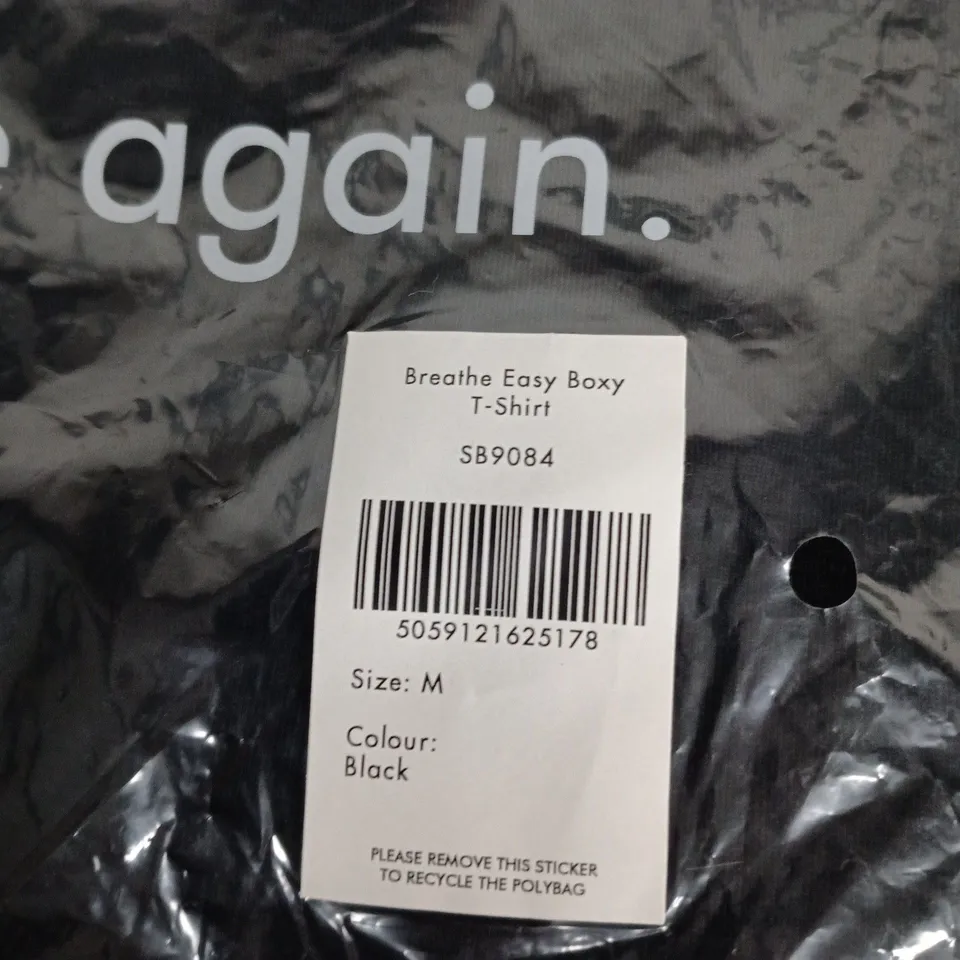 again.
Breathe Easy Boxy
T-Shirt
SB9084
5059121625178
Size: M
Colour:
Black
PLEASE REMOVE THIS STICKER
TO RECYCLE THE POLYBAG